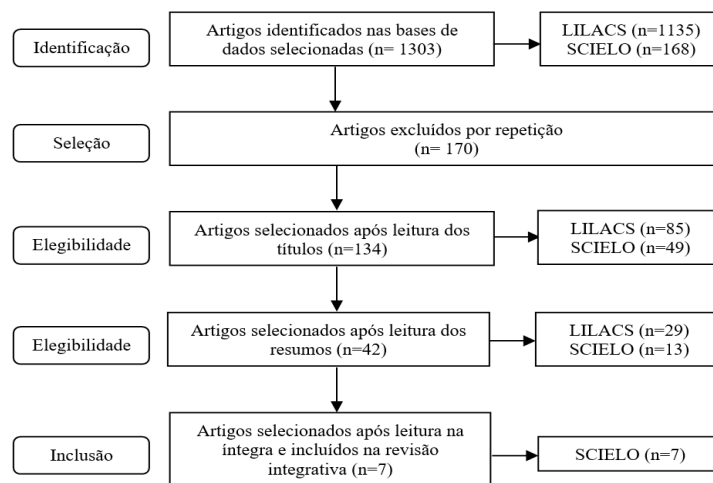 Identificação
Artigos identificados nas bases de
dados selecionadas (n= 1303)
LILACS (n=1135)
SCIELO (n=168)
Seleção
Artigos excluídos por repetição
(n= 170)
Elegibilidade
Artigos selecionados após leitura dos
títulos (n=134)
LILACS (n=85)
SCIELO (n=49)
Elegibilidade
Artigos selecionados após leitura dos
resumos (n=42)
LILACS (n=29)
SCIELO (n=13)
Inclusão
Artigos selecionados após leitura na
íntegra e incluídos na revisão
integrativa (n=7)
SCIELO (n=7)